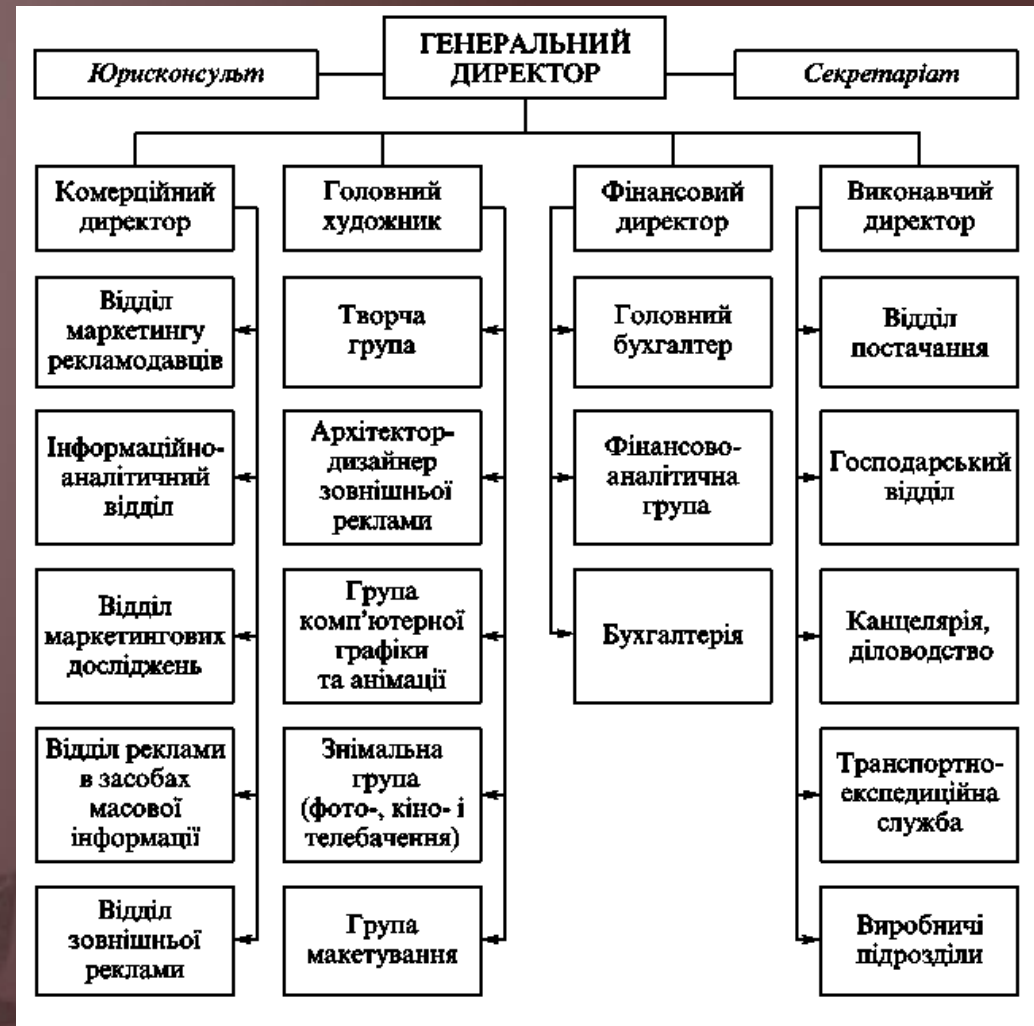 ГЕНЕРАЛЬНИЙ
ДИРЕКТОР
Юрисконсульт
Секретаріат
Комерційний
директор
Відділ
маркетингу
рекламодавців
Інформаційно-
аналітичний
відділ
Відділ
маркетингових
досліджень
Відділ реклами
в засобах
масової
інформації
Відділ
зовнішньої
реклами
Головний
художник
Творча
група
Архітектор-
дизайнер
зовнішньої
реклами
Група
комп’ютерної
графіки
та анімації
Знімальна
група
(фото-, кіно- і
телебачення)
Група
макетування
Фінансовий
директор
Головний
бухгалтер
Фінансово-
аналітична
група
Бухгалтерія
Виконавчий
директор
Відділ
постачання
Господарський
відділ
Канцелярія,
діловодство
Транспортно-
експедиційна
служба
Виробничі
підрозділи